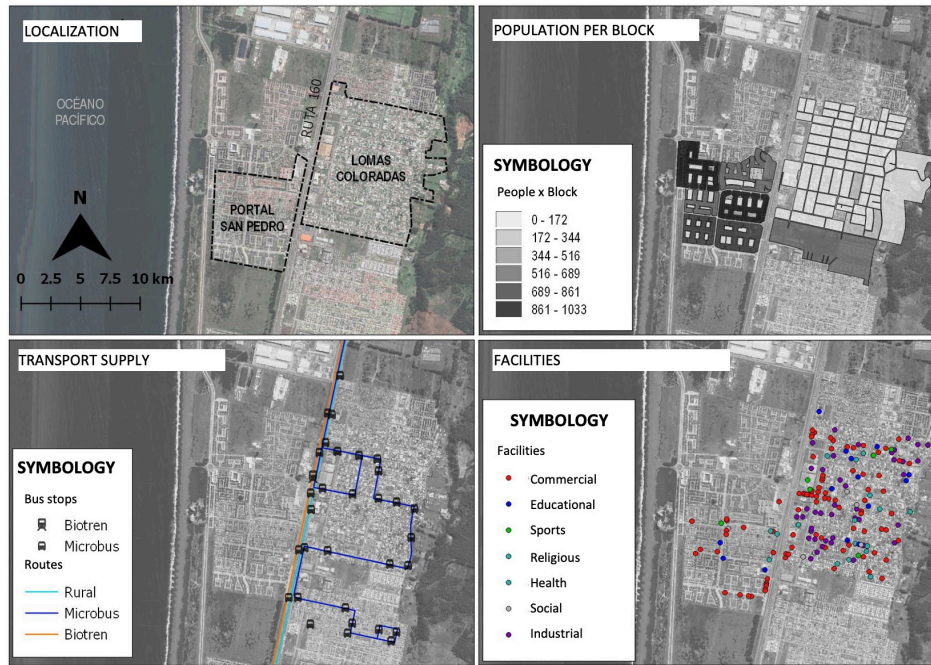 LOCALIZATION
OCÉANO
PACÍFICO
RUTA 160
LOMAS
COLORADAS
PORTAL
SAN PEDRO
N
0 2.5 5 7.5 10 km
POPULATION PER BLOCK
SYMBOLOGY
People x Block
0 - 172
172 - 344
344 - 516
516 - 689
689 - 861
861 - 1033
TRANSPORT SUPPLY
SYMBOLOGY
Bus stops
Biotren
Microbus
Routes
Rural
Microbus
Biotren
FACILITIES
SYMBOLOGY
Facilities
Commercial
Educational
Sports
Religious
Health
Social
Industrial